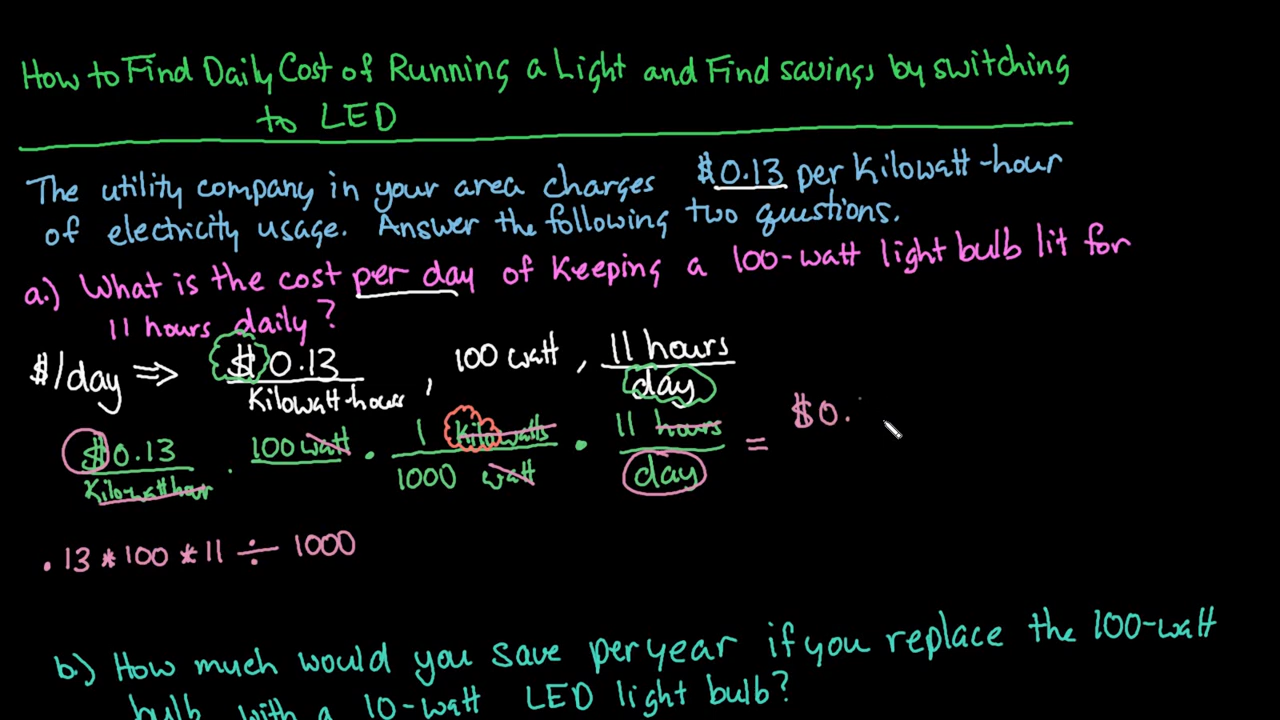 How to Find Daily Cost of Running a Light and Find savings by switching
to LED
The utility company in your area charges $0.13 per Kilowatt-hour
of electricity usage. Answer the following two questions.
a.) What is the cost per day of Keeping a 100-watt light bulb lit for
11 hours daily?
$/day ⇒ $0.13 / Kilowatt-hours , 100 watt , 11 hours / day
$0.13 / Kilowatt hour · 100 watt · 1 kilowatts / 1000 watt · 11 hours / day = $0.
.13 * 100 * 11 ÷ 1000
b.) How much would you save per year if you replace the 100-watt
bulb with a 10-watt LED light bulb?